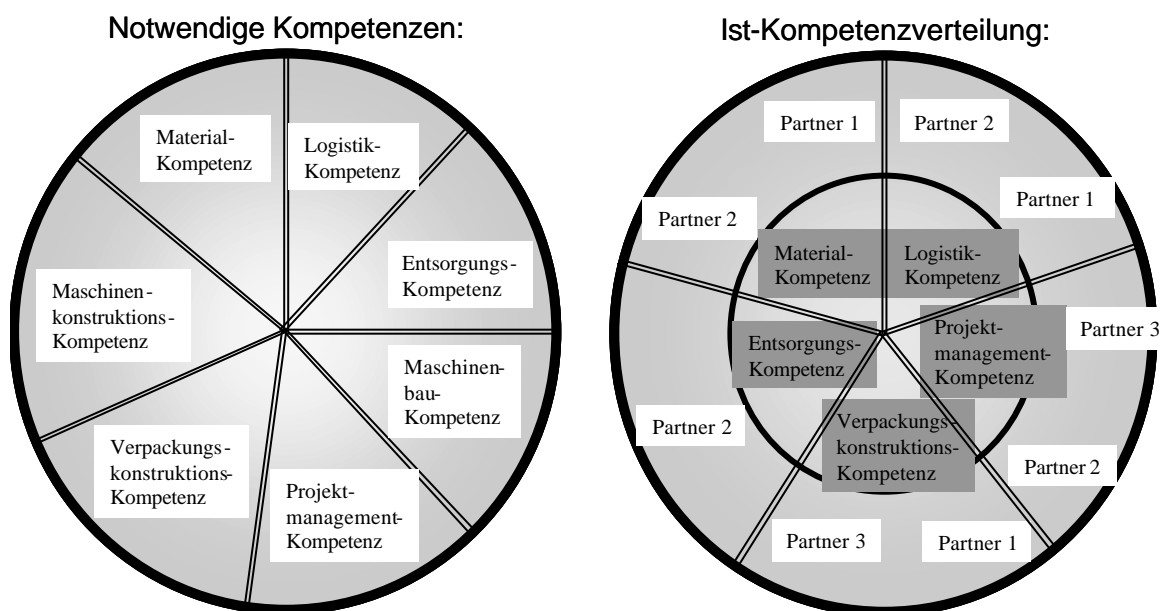 Notwendige Kompetenzen:
Material-
Kompetenz
Logistik-
Kompetenz
Entsorgungs-
Kompetenz
Maschinen-
bau-
Kompetenz
Projekt-
management-
Kompetenz
Verpackungs-
konstruktions-
Kompetenz
Maschinen-
konstruktions-
Kompetenz
Ist-Kompetenzverteilung:
Partner 1
Partner 2
Partner 1
Partner 2
Material-
Kompetenz
Logistik-
Kompetenz
Entsorgungs-
Kompetenz
Projekt-
management-
Kompetenz
Partner 3
Verpackungs-
konstruktions-
Kompetenz
Partner 2
Partner 2
Partner 3
Partner 1